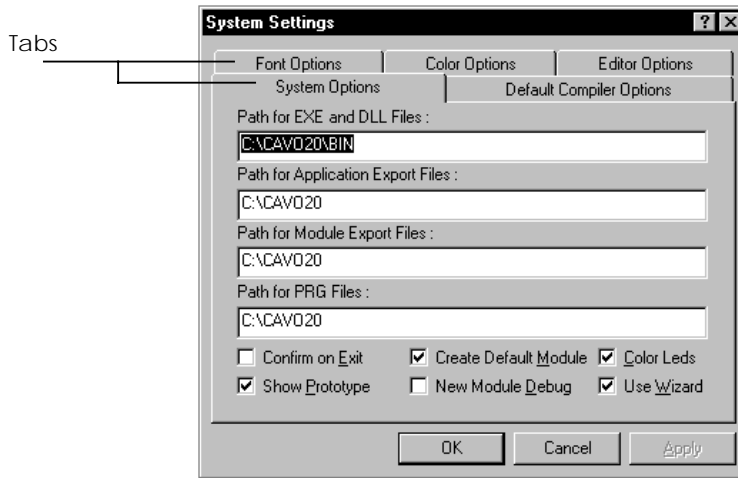 System Settings
Tabs
Font Options Color Options Editor Options
System Options Default Compiler Options
Path for EXE and DLL Files :
C:\CAVO20\BIN
Path for Application Export Files :
C:\CAVO20
Path for Module Export Files :
C:\CAVO20
Path for PRG Files :
C:\CAVO20
Confirm on Exit Create Default Module Color Leds
Show Prototype New Module Debug Use Wizard
OK Cancel Apply